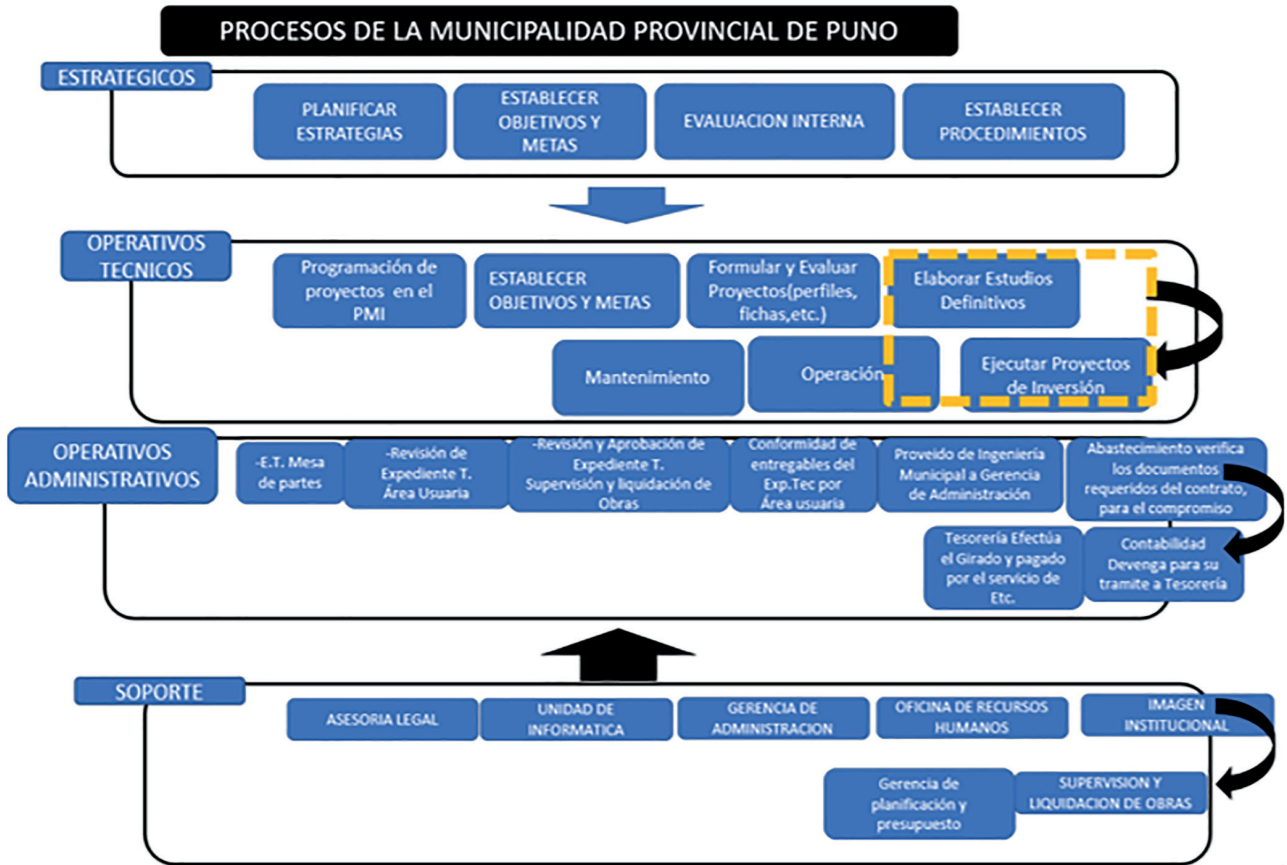 PROCESOS DE LA MUNICIPALIDAD PROVINCIAL DE PUNO
ESTRATEGICOS
PLANIFICAR
ESTRATEGIAS
ESTABLECER
OBJETIVOS Y
METAS
EVALUACION INTERNA
ESTABLECER
PROCEDIMIENTOS
OPERATIVOS
TECNICOS
Programación de
proyectos en el
PMI
ESTABLECER
OBJETIVOS Y METAS
Formular y Evaluar
Proyectos(perfiles,
fichas,etc.)
Elaborar Estudios
Definitivos
Mantenimiento
Operación
Ejecutar Proyectos
de Inversión
OPERATIVOS
ADMINISTRATIVOS
-E.T. Mesa
de partes
-Revisión de
Expediente T.
Área Usuaria
-Revisión y Aprobación de
Expediente T.
Supervisión y liquidación de
Obras
Conformidad de
entregables del
Exp.Tec por
Área usuaria
Proveido de Ingeniería
Municipal a Gerencia
de Administración
Abastecimiento verifica
los documentos
requeridos del contrato,
para el compromiso
Tesorería Efectúa
el Girado y pagado
por el servicio de
Etc.
Contabilidad
Devenga para su
tramite a Tesorería
SOPORTE
ASESORIA LEGAL
UNIDAD DE
INFORMATICA
GERENCIA DE
ADMINISTRACION
OFICINA DE RECURSOS
HUMANOS
IMAGEN
INSTITUCIONAL
Gerencia de
planificación y
presupuesto
SUPERVISION Y
LIQUIDACION DE OBRAS